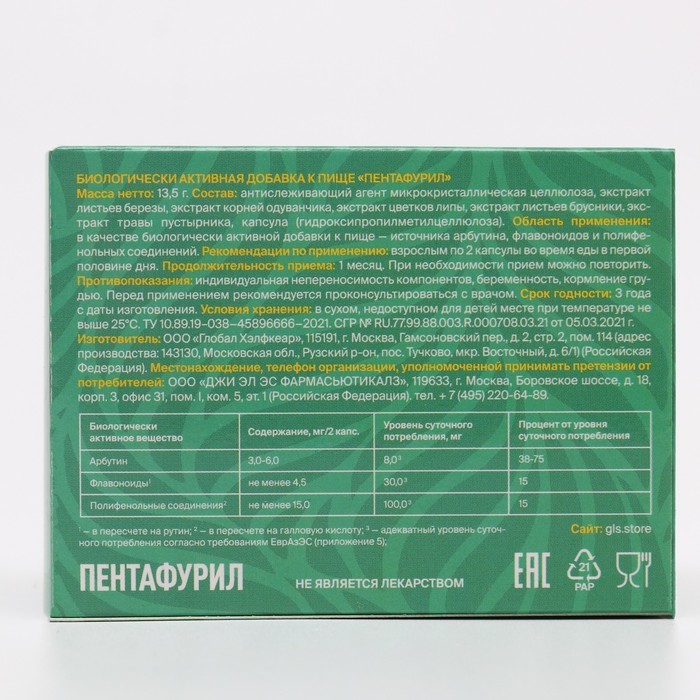 БИОЛОГИЧЕСКИ АКТИВНАЯ ДОБАВКА К ПИЩЕ «ПЕНТАФУРИЛ»
Масса нетто: 13,5 г. Состав: антислеживающий агент микрокристаллическая целлюлоза, экстракт
листьев березы, экстракт корней одуванчика, экстракт цветков липы, экстракт листьев брусники, экс-
тракт травы пустырника, капсула (гидроксипропилметилцеллюлоза). Область применения:
в качестве биологически активной добавки к пище – источника арбутина, флавоноидов и полифе-
нольных соединений. Рекомендации по применению: взрослым по 2 капсулы во время еды в первой
половине дня. Продолжительность приема: 1 месяц. При необходимости прием можно повторить.
Противопоказания: индивидуальная непереносимость компонентов, беременность, кормление гру-
дью. Перед применением рекомендуется проконсультироваться с врачом. Срок годности: 3 года
с даты изготовления. Условия хранения: в сухом, недоступном для детей месте при температуре не
выше 25°С. ТУ 10.89.19–038–45896666–2021. СГР № RU.77.99.88.003.R.000708.03.21 от 05.03.2021 г.
Изготовитель: ООО «Глобал Хэлфкеар», 115191, г. Москва, Гамсоновский пер., д. 2, стр. 2, пом. 114 (адрес
производства: 143130, Московская обл., Рузский р-он, пос. Тучково, мкр. Восточный, д. 6/1) (Российская
Федерация). Местонахождение, телефон организации, уполномоченной принимать претензии от
потребителей: ООО «ДЖИ ЭЛ ЭС ФАРМАСЬЮТИКАЛЗ», 119633, г. Москва, Боровское шоссе, д. 18,
корп. 3, офис 31, пом. I, ком. 5, эт. 1 (Российская Федерация). тел. + 7 (495) 220-64-89.
Биологически активное вещество Содержание, мг/2 капс. Уровень суточного потребления, мг Процент от уровня суточного потребления
Арбутин 3,0-6,0 8,0³ 38-75
Флавоноиды¹ не менее 4,5 30,0³ 15
Полифенольные соединения² не менее 15,0 100,0³ 15
¹ – в пересчете на рутин; ² – в пересчете на галловую кислоту; ³ – адекватный уровень суточ-
ного потребления согласно требованиям ЕврАзЭС (приложение 5);
Сайт: gls.store
ПЕНТАФУРИЛ
НЕ ЯВЛЯЕТСЯ ЛЕКАРСТВОМ
ЕАС
21
PAP